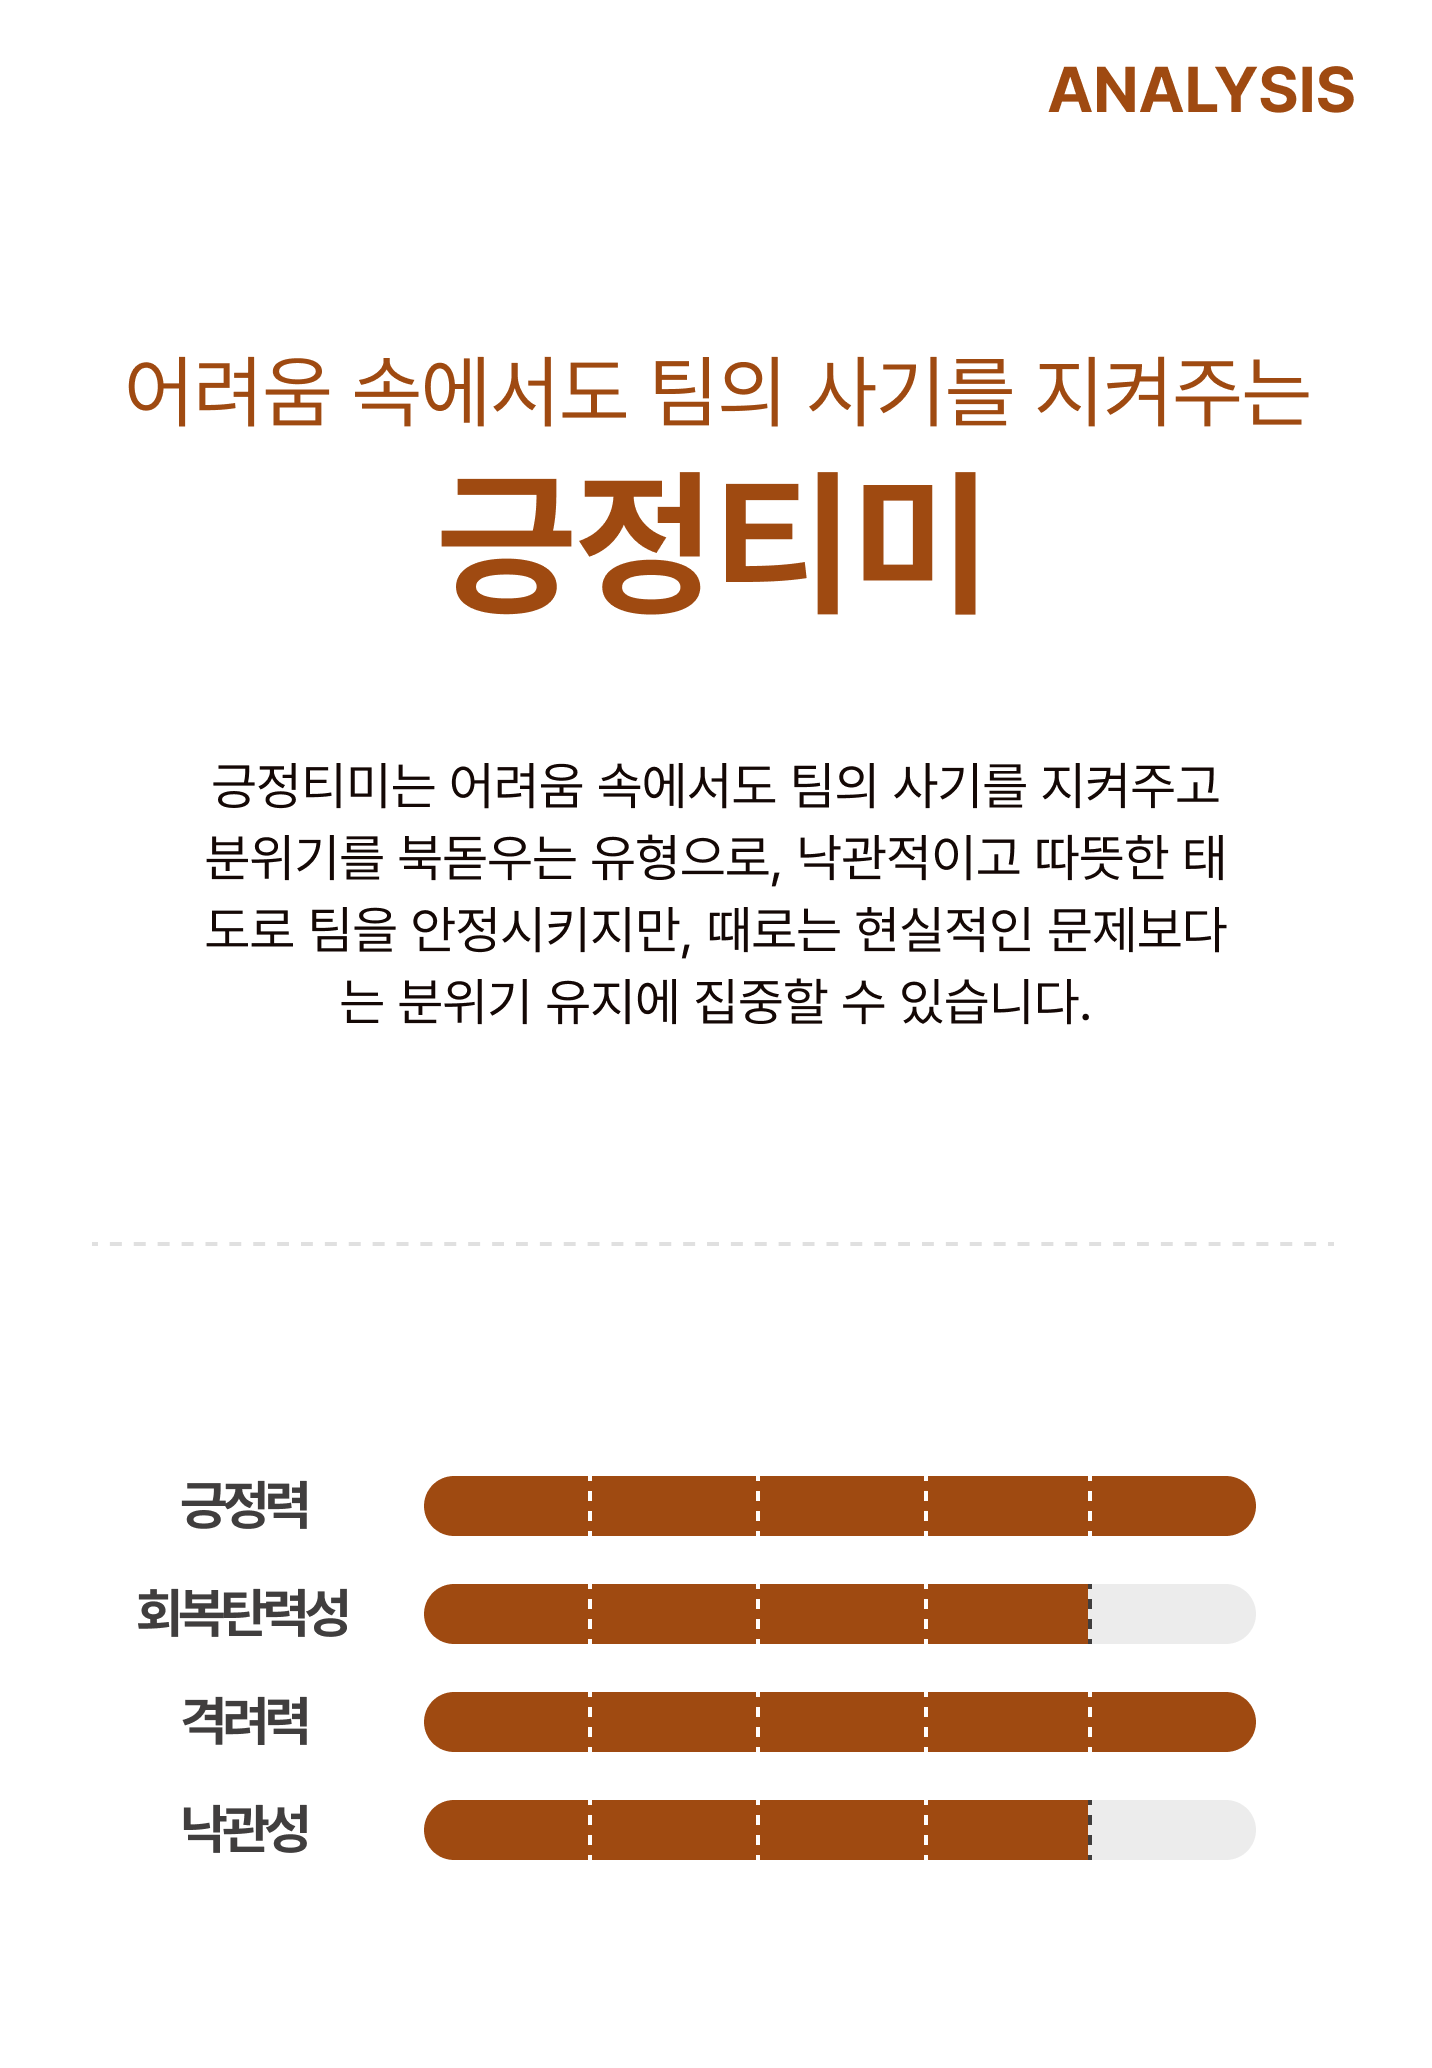 ANALYSIS
어려움 속에서도 팀의 사기를 지켜주는
긍정티미
긍정티미는 어려움 속에서도 팀의 사기를 지켜주고
분위기를 북돋우는 유형으로, 낙관적이고 따뜻한 태
도로 팀을 안정시키지만, 때로는 현실적인 문제보다
는 분위기 유지에 집중할 수 있습니다.
긍정력
회복탄력성
격려력
낙관성